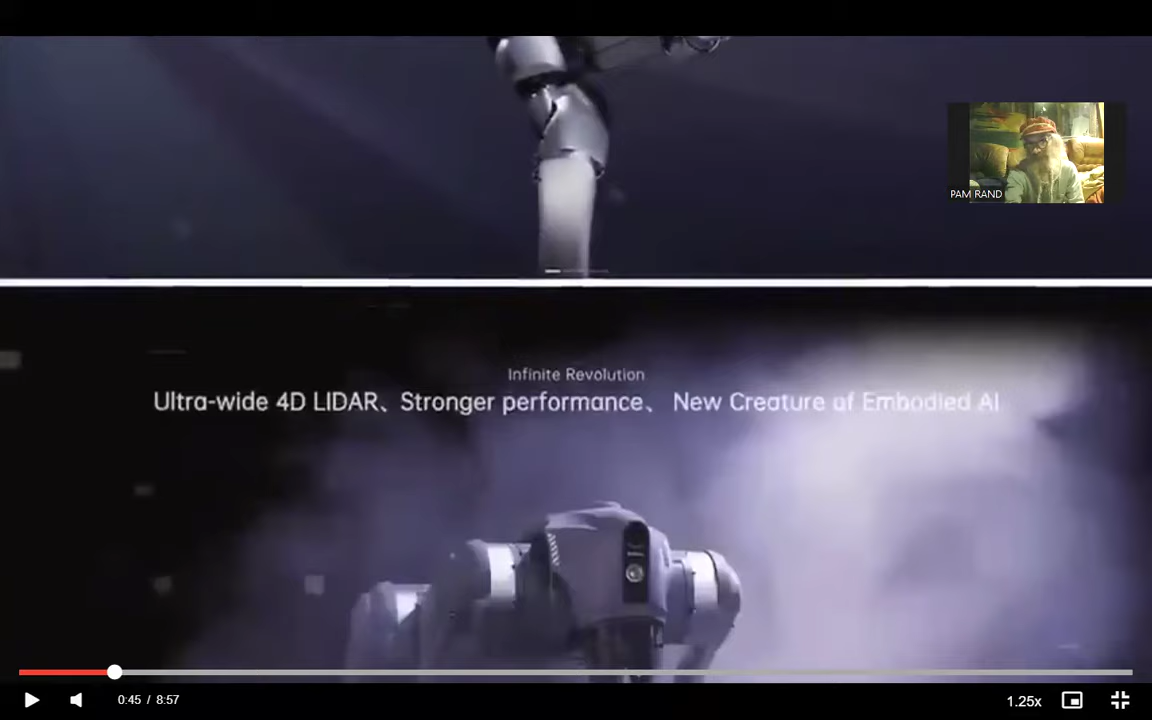 PAM RAND
Infinite Revolution
Ultra-wide 4D LIDAR、Stronger performance、 New Creature of Embodied AI
0:45 / 8:57
1.25x